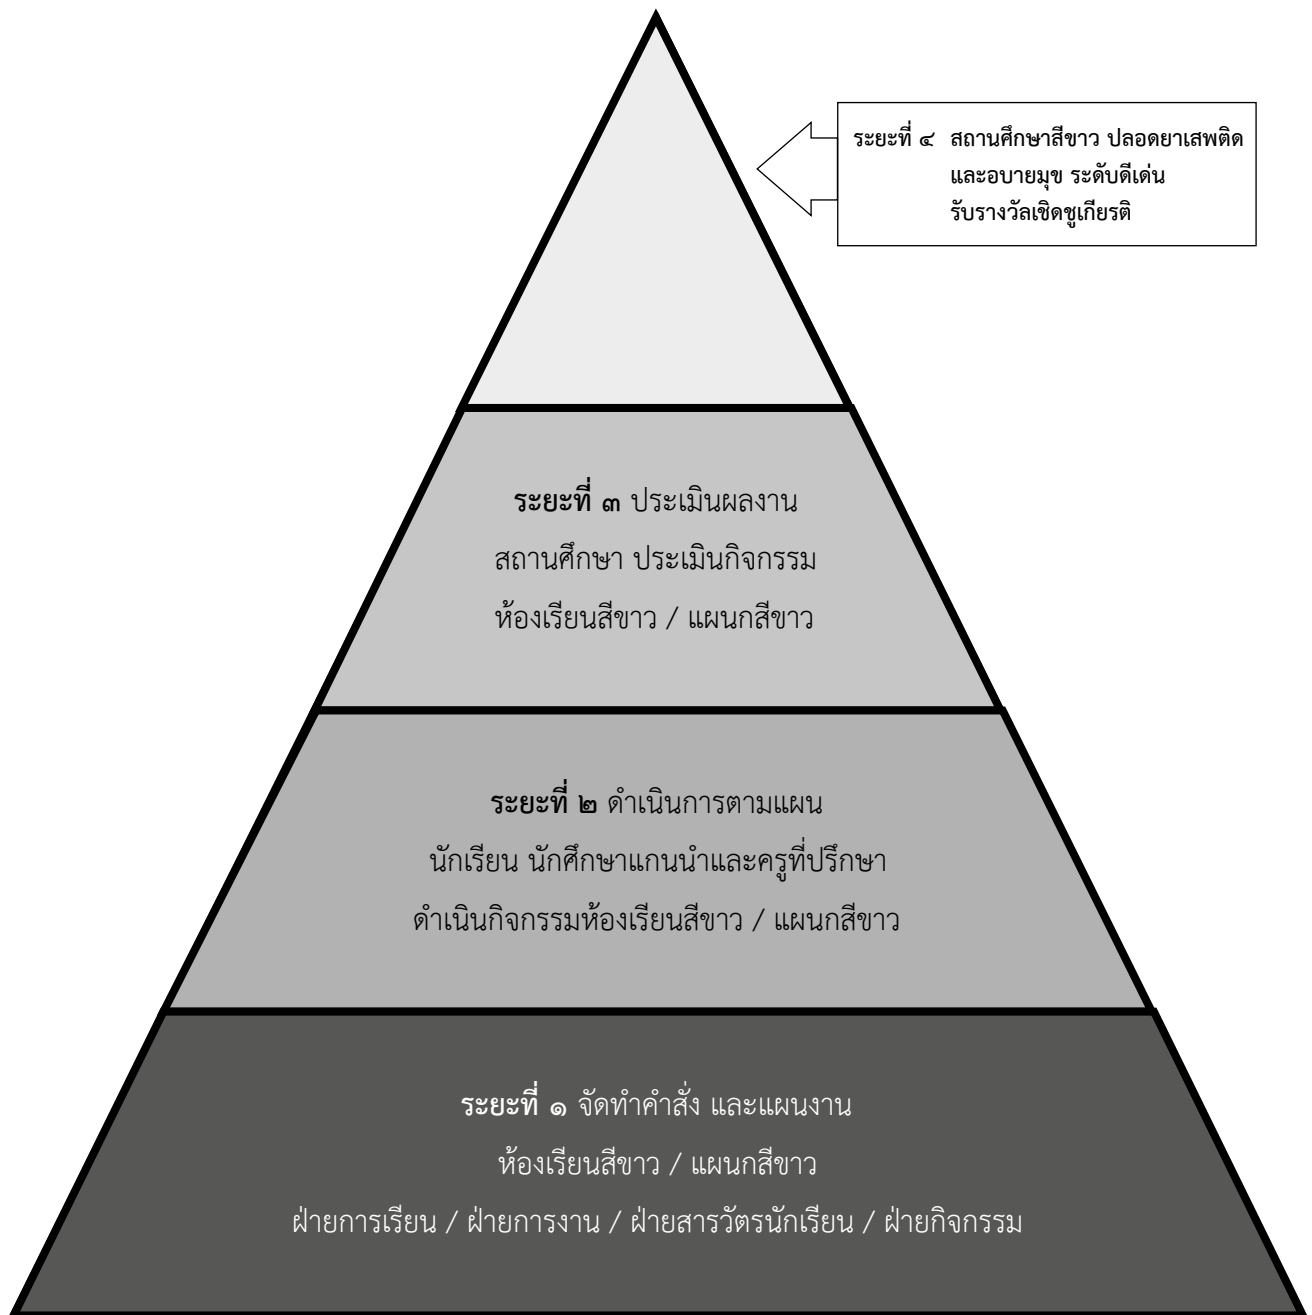 ระยะที่ ๔ สถานศึกษาสีขาว ปลอดยาเสพติด
และอบายมุข ระดับดีเด่น
รับรางวัลเชิดชูเกียรติ
ระยะที่ ๓ ประเมินผลงาน
สถานศึกษา ประเมินกิจกรรม
ห้องเรียนสีขาว / แผนกสีขาว
ระยะที่ ๒ ดำเนินการตามแผน
นักเรียน นักศึกษาแกนนำและครูที่ปรึกษา
ดำเนินกิจกรรมห้องเรียนสีขาว / แผนกสีขาว
ระยะที่ ๑ จัดทำคำสั่ง และแผนงาน
ห้องเรียนสีขาว / แผนกสีขาว
ฝ่ายการเรียน / ฝ่ายการงาน / ฝ่ายสารวัตรนักเรียน / ฝ่ายกิจกรรม